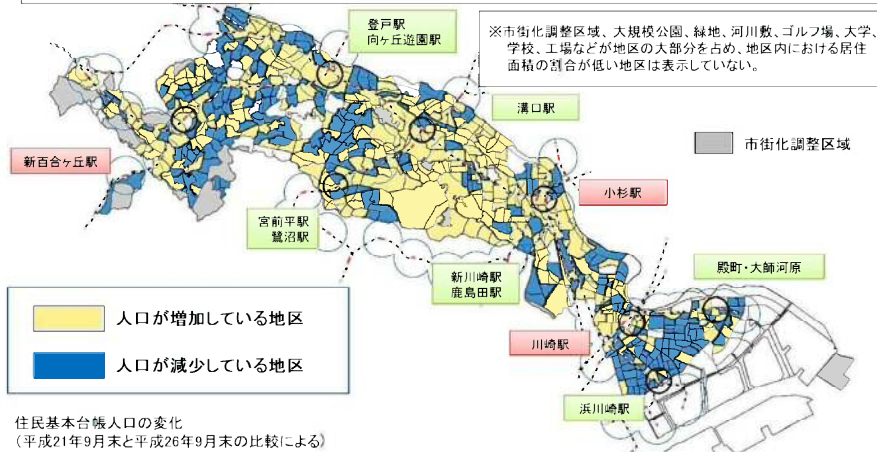 登戸駅
向ヶ丘遊園駅
※市街化調整区域、大規模公園、緑地、河川敷、ゴルフ場、大学、
学校、工場などが地区の大部分を占め、地区内における居住
面積の割合が低い地区は表示していない。
溝口駅
市街化調整区域
新百合ヶ丘駅
小杉駅
宮前平駅
鷺沼駅
殿町・大師河原
新川崎駅
鹿島田駅
人口が増加している地区
川崎駅
人口が減少している地区
浜川崎駅
住民基本台帳人口の変化
（平成21年9月末と平成26年9月末の比較による）